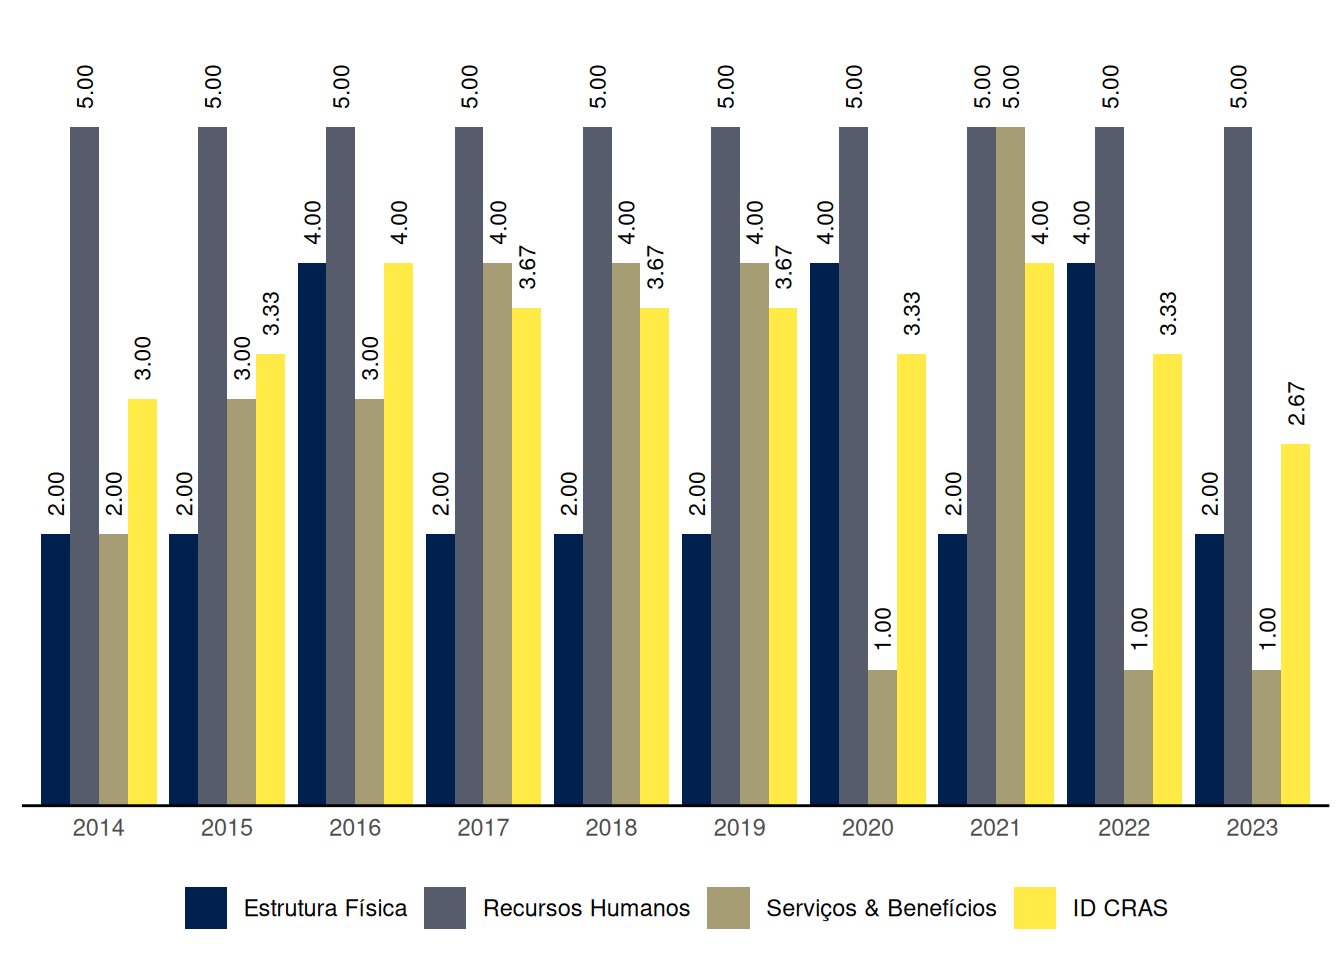 5.00 5.00 5.00 5.00 5.00 5.00 5.00 5.00 5.00 5.00 5.00
4.00 4.00 4.00 4.00 4.00 4.00 4.00 4.00
3.67 3.67 3.67
3.33 3.33 3.33
3.00 3.00 3.00
2.67
2.00 2.00 2.00 2.00 2.00 2.00 2.00 2.00
1.00 1.00 1.00
2014 2015 2016 2017 2018 2019 2020 2021 2022 2023
Estrutura Física Recursos Humanos Serviços & Benefícios ID CRAS